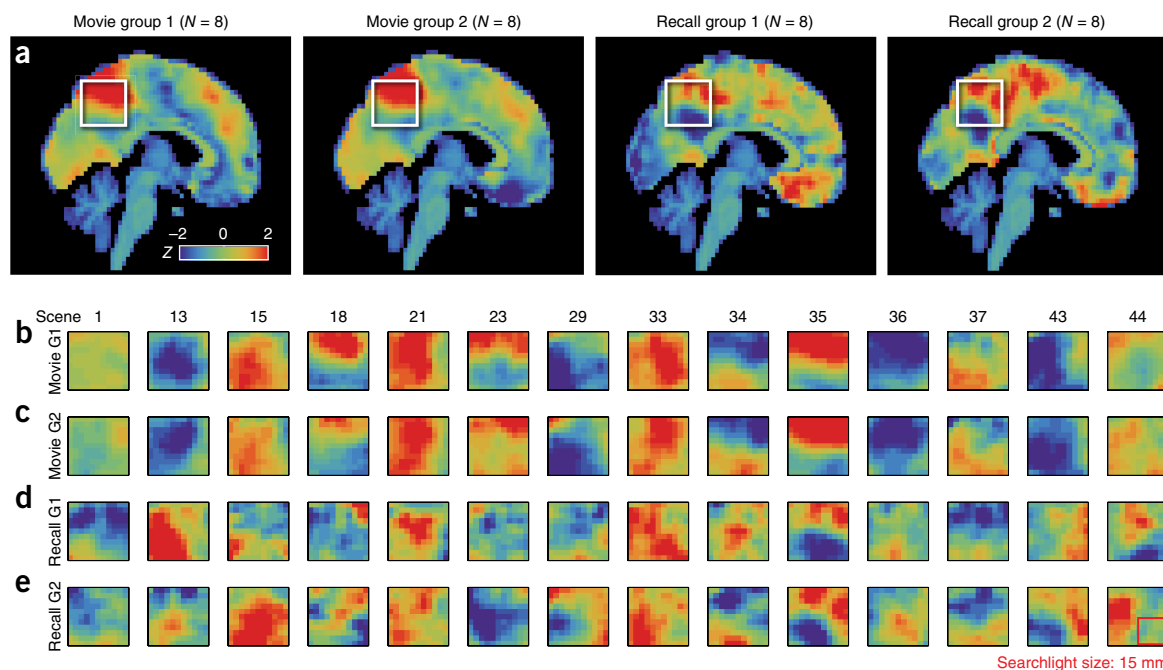 Movie group 1 (N = 8) Movie group 2 (N = 8) Recall group 1 (N = 8) Recall group 2 (N = 8)
a
−2 0 2
Z
Scene 1 13 15 18 21 23 29 33 34 35 36 37 43 44
b Movie G1
c Movie G2
d Recall G1
e Recall G2
Searchlight size: 15 mm